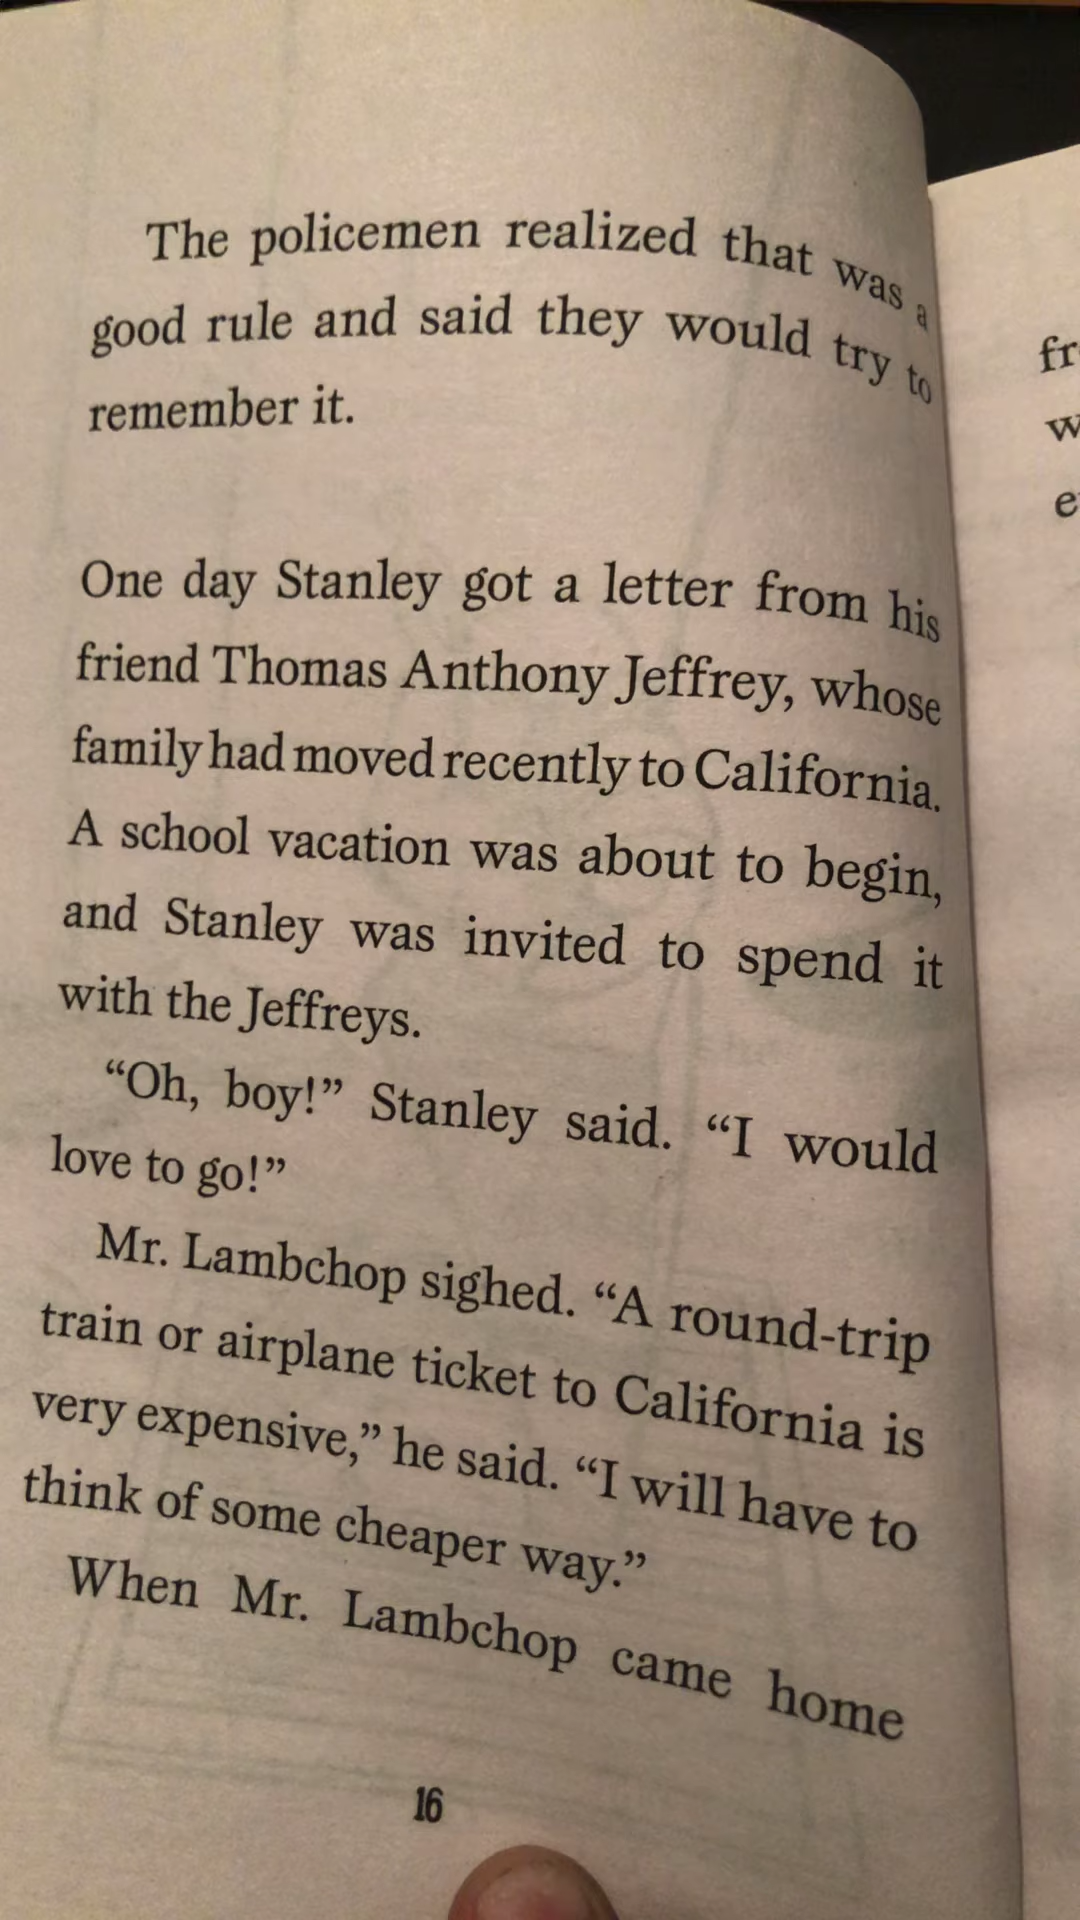 The policemen realized that was a
good rule and said they would try to
remember it.
One day Stanley got a letter from his
friend Thomas Anthony Jeffrey, whose
family had moved recently to California.
A school vacation was about to begin,
and Stanley was invited to spend it
with the Jeffreys.
“Oh, boy!” Stanley said. “I would
love to go!”
Mr. Lambchop sighed. “A round-trip
train or airplane ticket to California is
very expensive,” he said. “I will have to
think of some cheaper way.”
When Mr. Lambchop came home
16